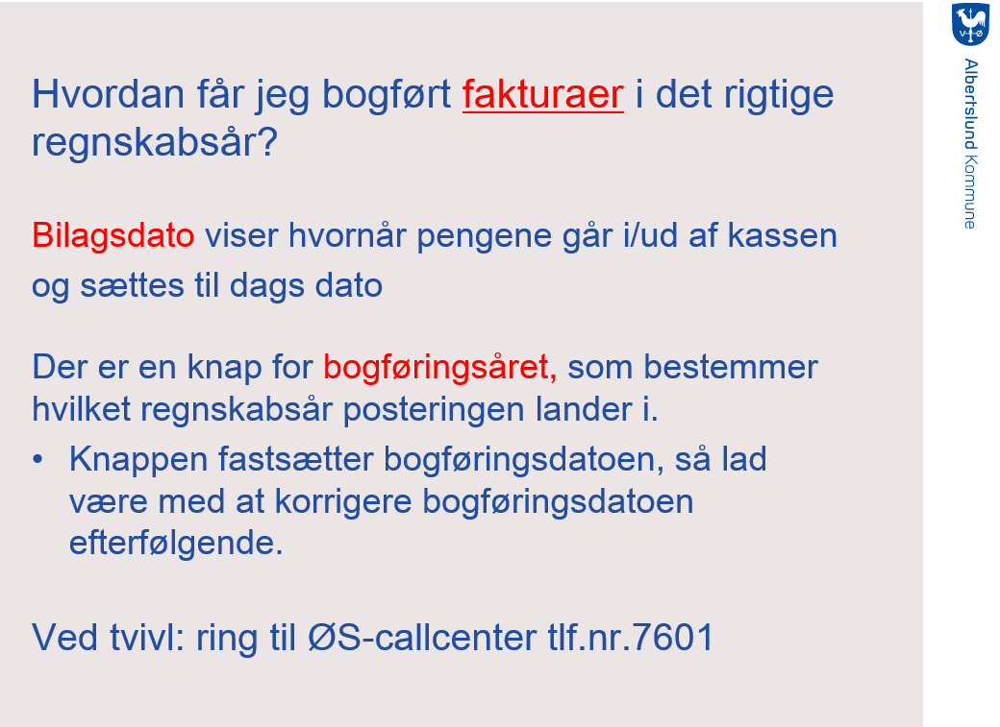 Hvordan får jeg bogført fakturaer i det rigtige
regnskabsår?
Bilagsdato viser hvornår pengene går i/ud af kassen
og sættes til dags dato
Der er en knap for bogføringsåret, som bestemmer
hvilket regnskabsår posteringen lander i.
• Knappen fastsætter bogføringsdatoen, så lad
være med at korrigere bogføringsdatoen
efterfølgende.
Ved tvivl: ring til ØS-callcenter tlf.nr.7601
V Ø
Albertslund Kommune